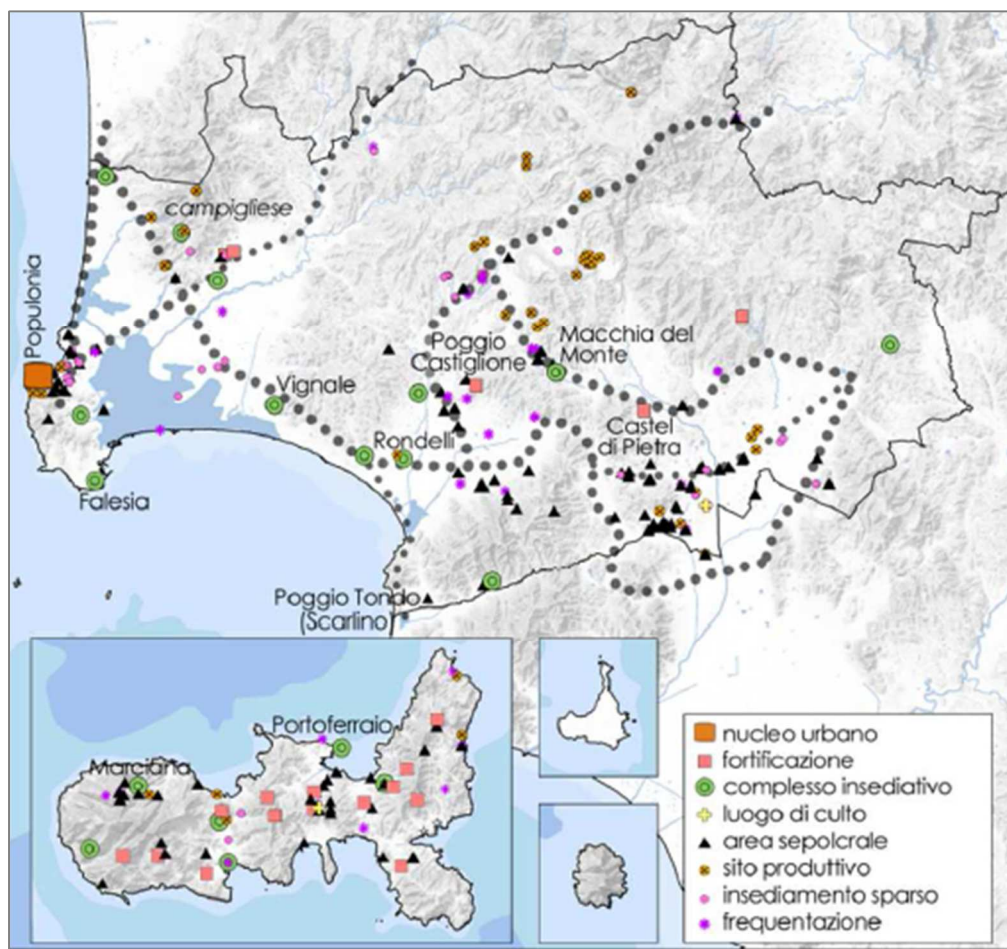 campigliese
Populonia
Poggio
Castiglione
Macchia del
Monte
Vignale
Rondelli
Castel
di Pietra
Falesia
Poggio Tondo
(Scarlino)
Portoferraio
Marciana
nucleo urbano
fortificazione
complesso insediativo
luogo di culto
area sepolcrale
sito produttivo
insediamento sparso
frequentazione